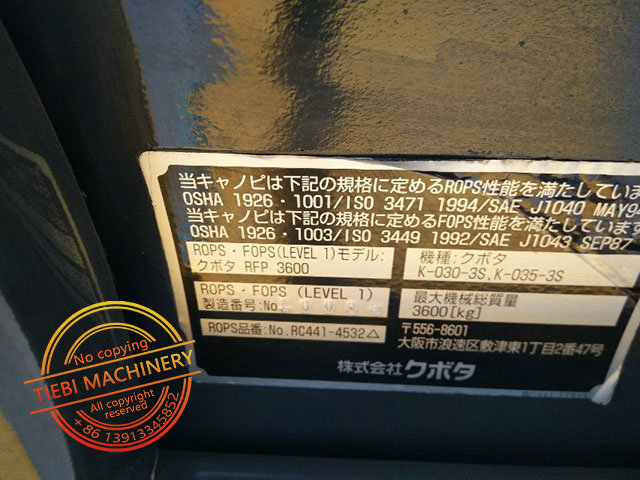 当キャノピは下記の規格に定めるROPS性能を満たしていま
OSHA 1926・1001/ISO 3471 1994/SAE J1040 MAY94
当キャノピは下記の規格に定めるFOPS性能を満たしていま
OSHA 1926・1003/ISO 3449 1992/SAE J1043 SEP87
ROPS・FOPS(LEVEL 1)モデル:
クボタ RFP 3600
機種:クボタ
K-030-3S,K-035-3S
ROPS・FOPS (LEVEL 1)
製造番号:No.
最大機械総質量
3600[kg]
ROPS品番:No.RC441-4532△
〒556-8601
大阪市浪速区敷津東1丁目2番47号
株式会社クボタ
No copying
TIEBI MACHINERY
All copyright
reserved
+86 13913345852